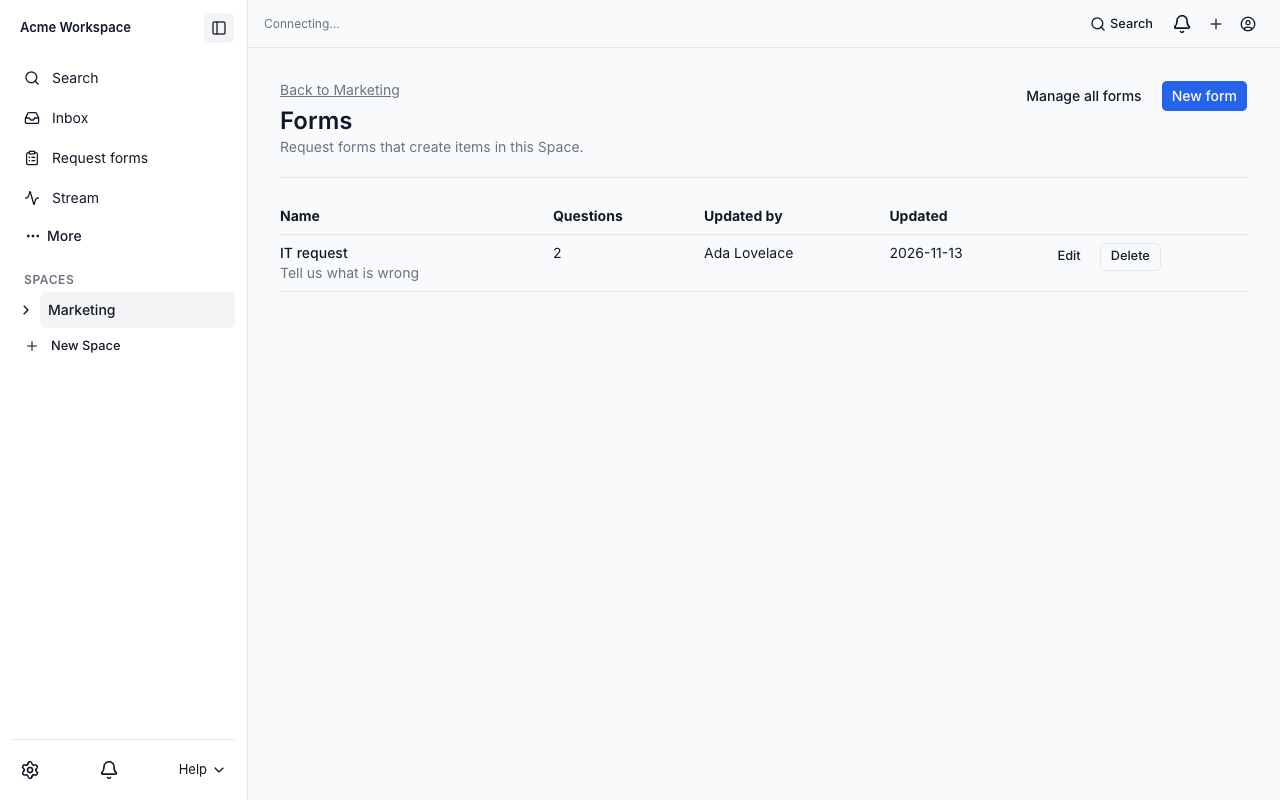 Acme Workspace
Search
Inbox
Request forms
Stream
More
SPACES
Marketing
New Space
Help
Connecting...
Search
Back to Marketing
Forms
Request forms that create items in this Space.
Manage all forms
New form
Name Questions Updated by Updated
IT request 2 Ada Lovelace 2026-11-13 Edit Delete
Tell us what is wrong